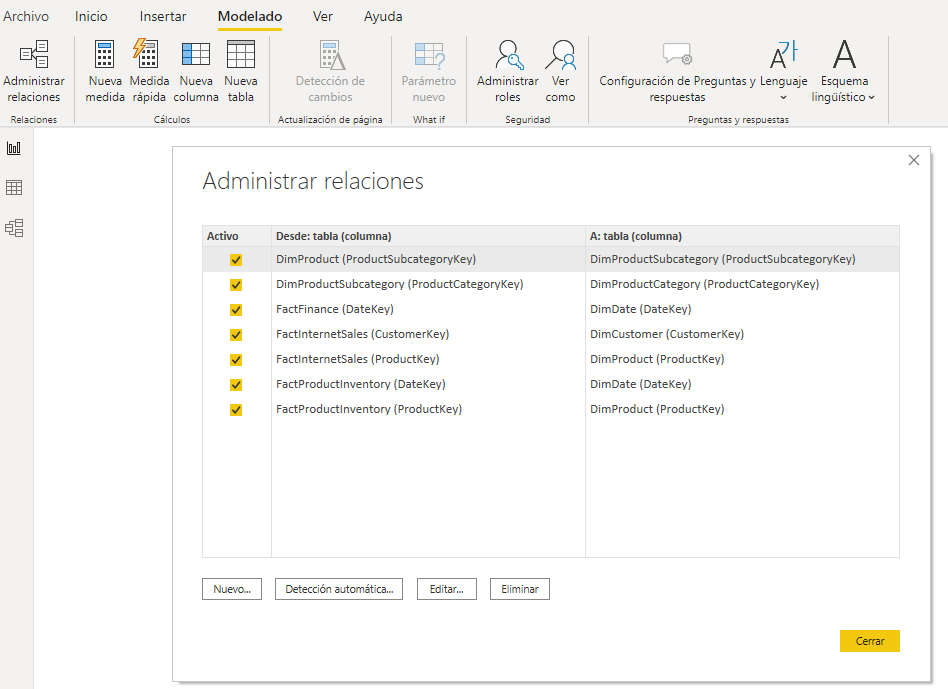 Archivo Inicio Insertar Modelado Ver Ayuda
Administrar relaciones
Nueva medida
Medida rápida
Nueva columna
Nueva tabla
Detección de cambios
Parámetro nuevo
Administrar roles
Ver como
Configuración de Preguntas y respuestas
Lenguaje
Esquema lingüístico
Relaciones Cálculos Actualización de página What if Seguridad Preguntas y respuestas
Administrar relaciones
Activo Desde: tabla (columna) A: tabla (columna)
DimProduct (ProductSubcategoryKey) DimProductSubcategory (ProductSubcategoryKey)
DimProductSubcategory (ProductCategoryKey) DimProductCategory (ProductCategoryKey)
FactFinance (DateKey) DimDate (DateKey)
FactInternetSales (CustomerKey) DimCustomer (CustomerKey)
FactInternetSales (ProductKey) DimProduct (ProductKey)
FactProductInventory (DateKey) DimDate (DateKey)
FactProductInventory (ProductKey) DimProduct (ProductKey)
Nuevo... Detección automática... Editar... Eliminar
Cerrar